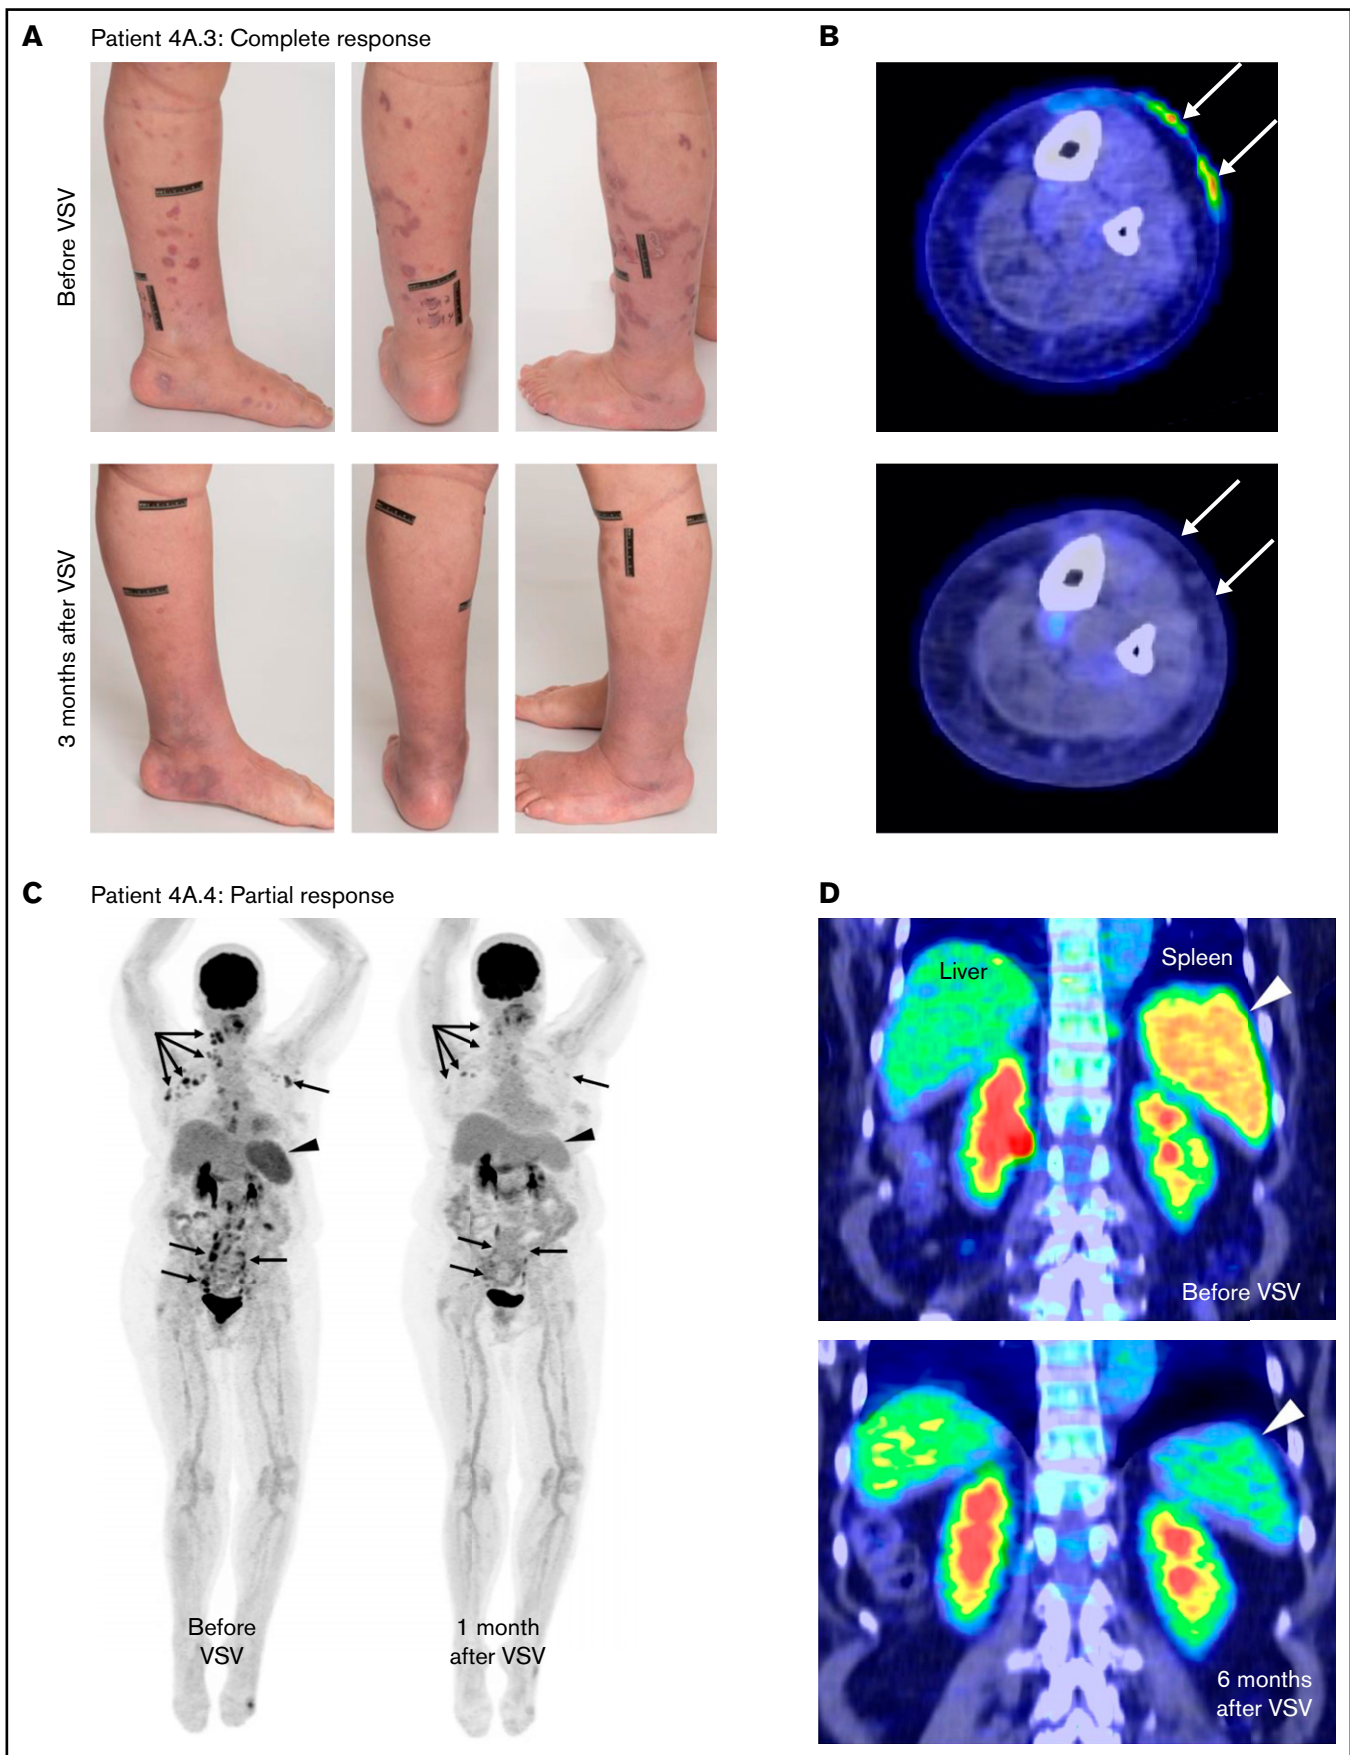 A Patient 4A.3: Complete response
B
Before VSV
3 months after VSV
C Patient 4A.4: Partial response
D
Before
VSV
1 month
after VSV
Liver
Spleen
Before VSV
6 months
after VSV